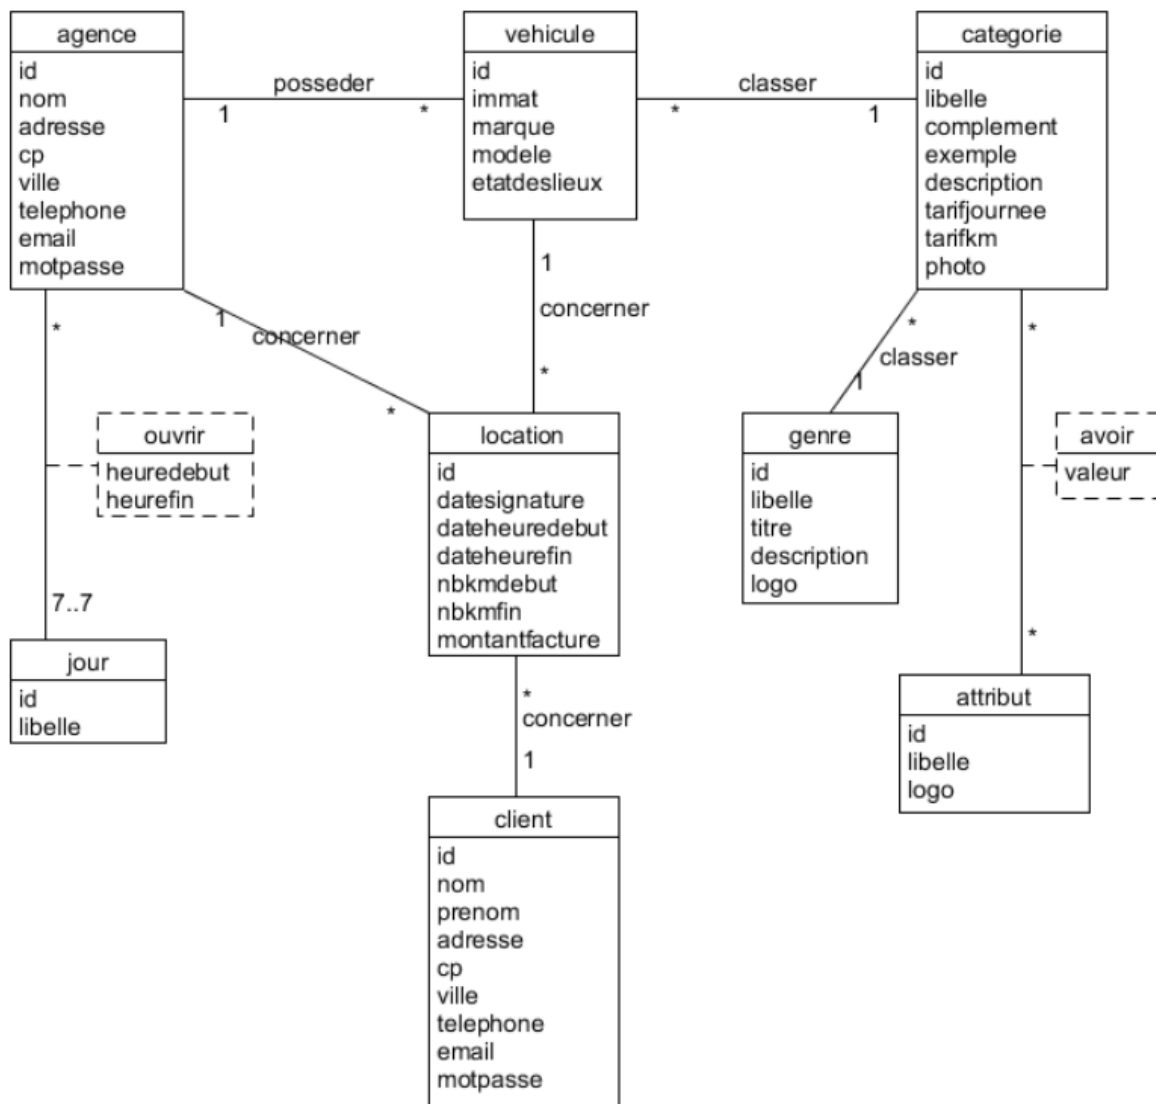 agence
id
nom
adresse
cp
ville
telephone
email
motpasse
posseder
1
*
vehicule
id
immat
marque
modele
etatdeslieux
classer
*
1
categorie
id
libelle
complement
exemple
description
tarifjournee
tarifkm
photo
1
concerner
*
1
concerner
*
*
classer
1
*
ouvrir
heuredebut
heurefin
7..7
jour
id
libelle
location
id
datesignature
dateheuredebut
dateheurefin
nbkmdebut
nbkmfin
montantfacture
genre
id
libelle
titre
description
logo
*
avoir
valeur
*
attribut
id
libelle
logo
*
concerner
1
client
id
nom
prenom
adresse
cp
ville
telephone
email
motpasse